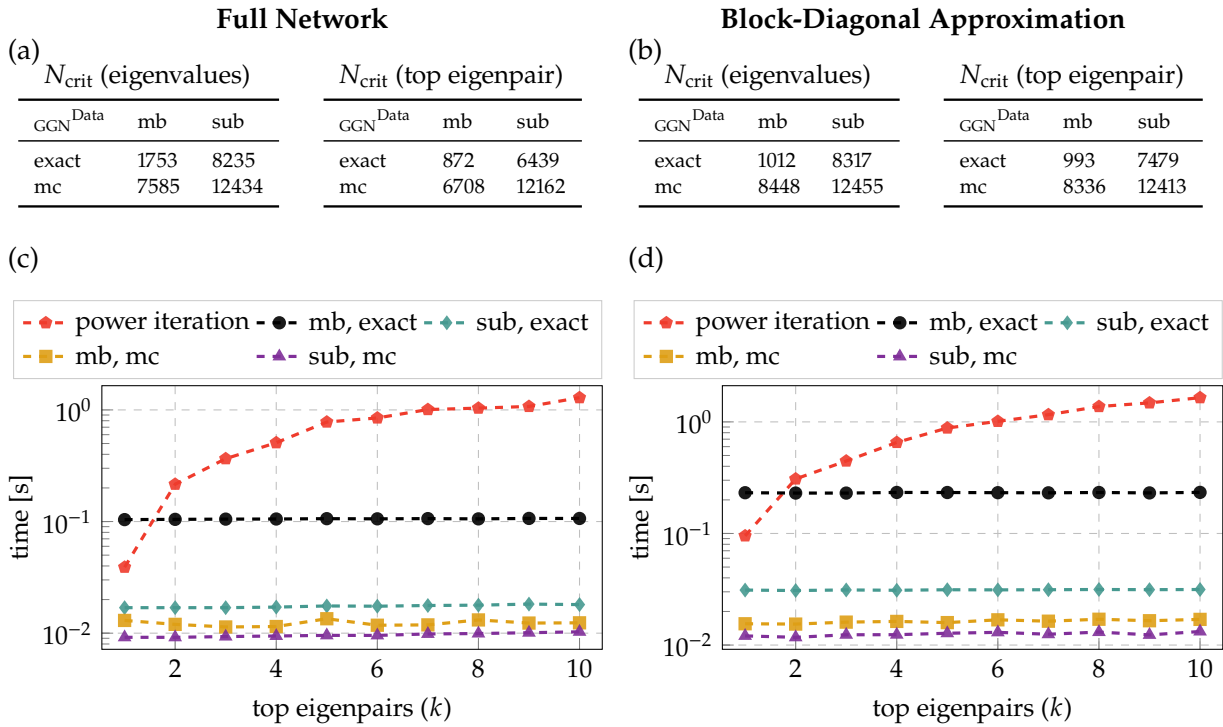 Full Network
Block-Diagonal Approximation
(a)
(b)
N_crit (eigenvalues)
N_crit (top eigenpair)
N_crit (eigenvalues)
N_crit (top eigenpair)
GGN^Data mb sub
GGN^Data mb sub
GGN^Data mb sub
GGN^Data mb sub
exact 1753 8235
exact 872 6439
exact 1012 8317
exact 993 7479
mc 7585 12434
mc 6708 12162
mc 8448 12455
mc 8336 12413
(c)
power iteration mb, exact sub, exact
mb, mc sub, mc
10^0
10^-1
10^-2
time [s]
2 4 6 8 10
top eigenpairs (k)
(d)
power iteration mb, exact sub, exact
mb, mc sub, mc
10^0
10^-1
10^-2
time [s]
2 4 6 8 10
top eigenpairs (k)